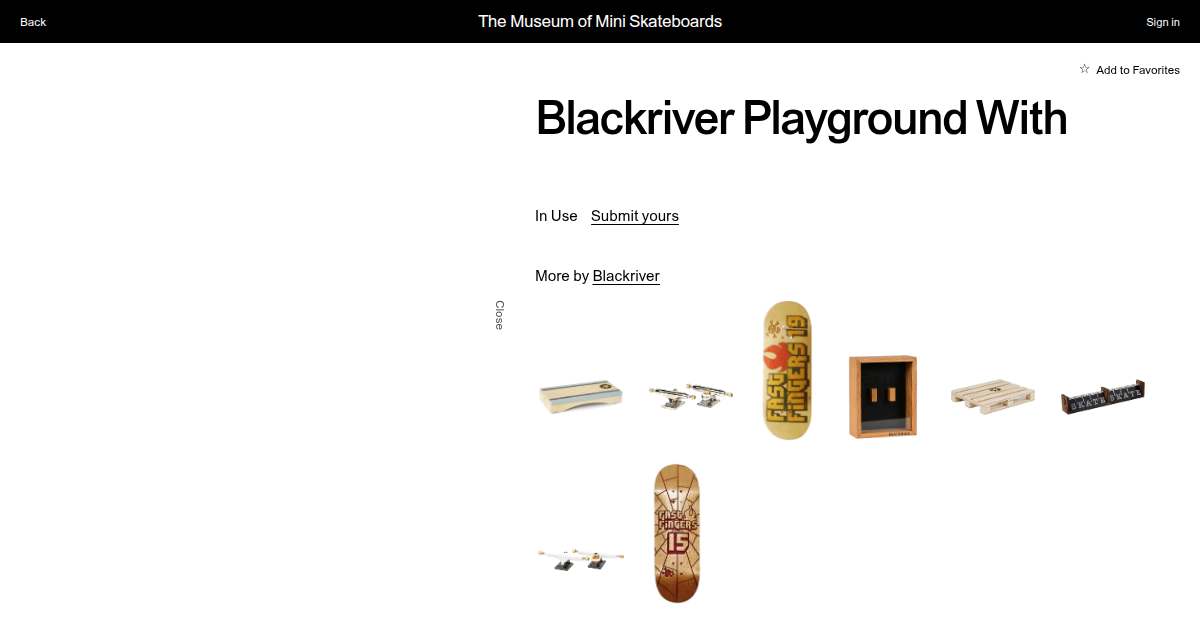 Back
The Museum of Mini Skateboards
Sign in
☆ Add to Favorites
Blackriver Playground With
In Use Submit yours
More by Blackriver
Close
FAST FINGERS 19
SKATE SKATE
FAST
FINGERS
15